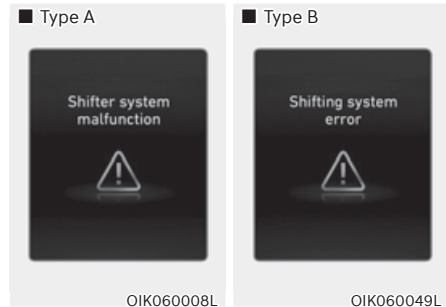 ■ Type A
Shifter system
malfunction
OIK060008L
■ Type B
Shifting system
error
OIK060049L